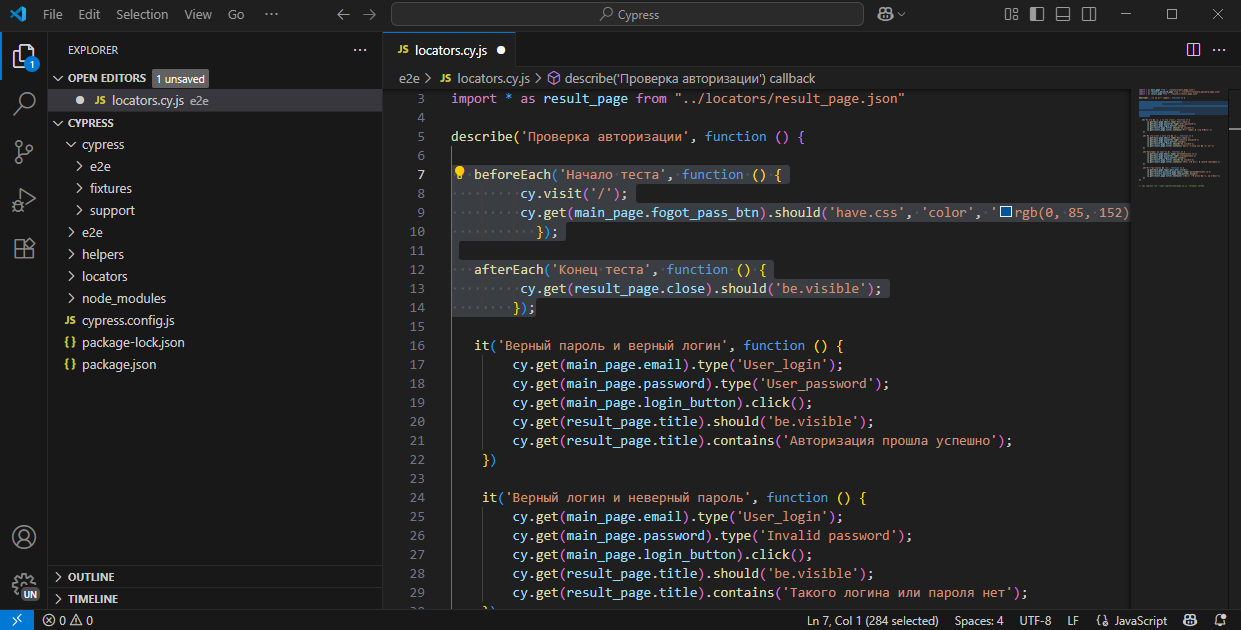 File Edit Selection View Go ··· Cypress
EXPLORER ···
OPEN EDITORS 1 unsaved
JS locators.cy.js e2e
CYPRESS
cypress
e2e
fixtures
support
e2e
helpers
locators
node_modules
JS cypress.config.js
{} package-lock.json
{} package.json
OUTLINE
TIMELINE
1
UN
JS locators.cy.js
e2e > JS locators.cy.js > describe('Проверка авторизации') callback
3 import * as result_page from "../locators/result_page.json"
4
5 describe('Проверка авторизации', function () {
6
7 beforeEach('Начало теста', function () {
8 cy.visit('/');
9 cy.get(main_page.fogot_pass_btn).should('have.css', 'color', 'rgb(0, 85, 152)
10 });
11
12 afterEach('Конец теста', function () {
13 cy.get(result_page.close).should('be.visible');
14 });
15
16 it('Верный пароль и верный логин', function () {
17 cy.get(main_page.email).type('User_login');
18 cy.get(main_page.password).type('User_password');
19 cy.get(main_page.login_button).click();
20 cy.get(result_page.title).should('be.visible');
21 cy.get(result_page.title).contains('Авторизация прошла успешно');
22 })
23
24 it('Верный логин и неверный пароль', function () {
25 cy.get(main_page.email).type('User_login');
26 cy.get(main_page.password).type('Invalid password');
27 cy.get(main_page.login_button).click();
28 cy.get(result_page.title).should('be.visible');
29 cy.get(result_page.title).contains('Такого логина или пароля нет');
0 0 Ln 7, Col 1 (284 selected) Spaces: 4 UTF-8 LF {} JavaScript